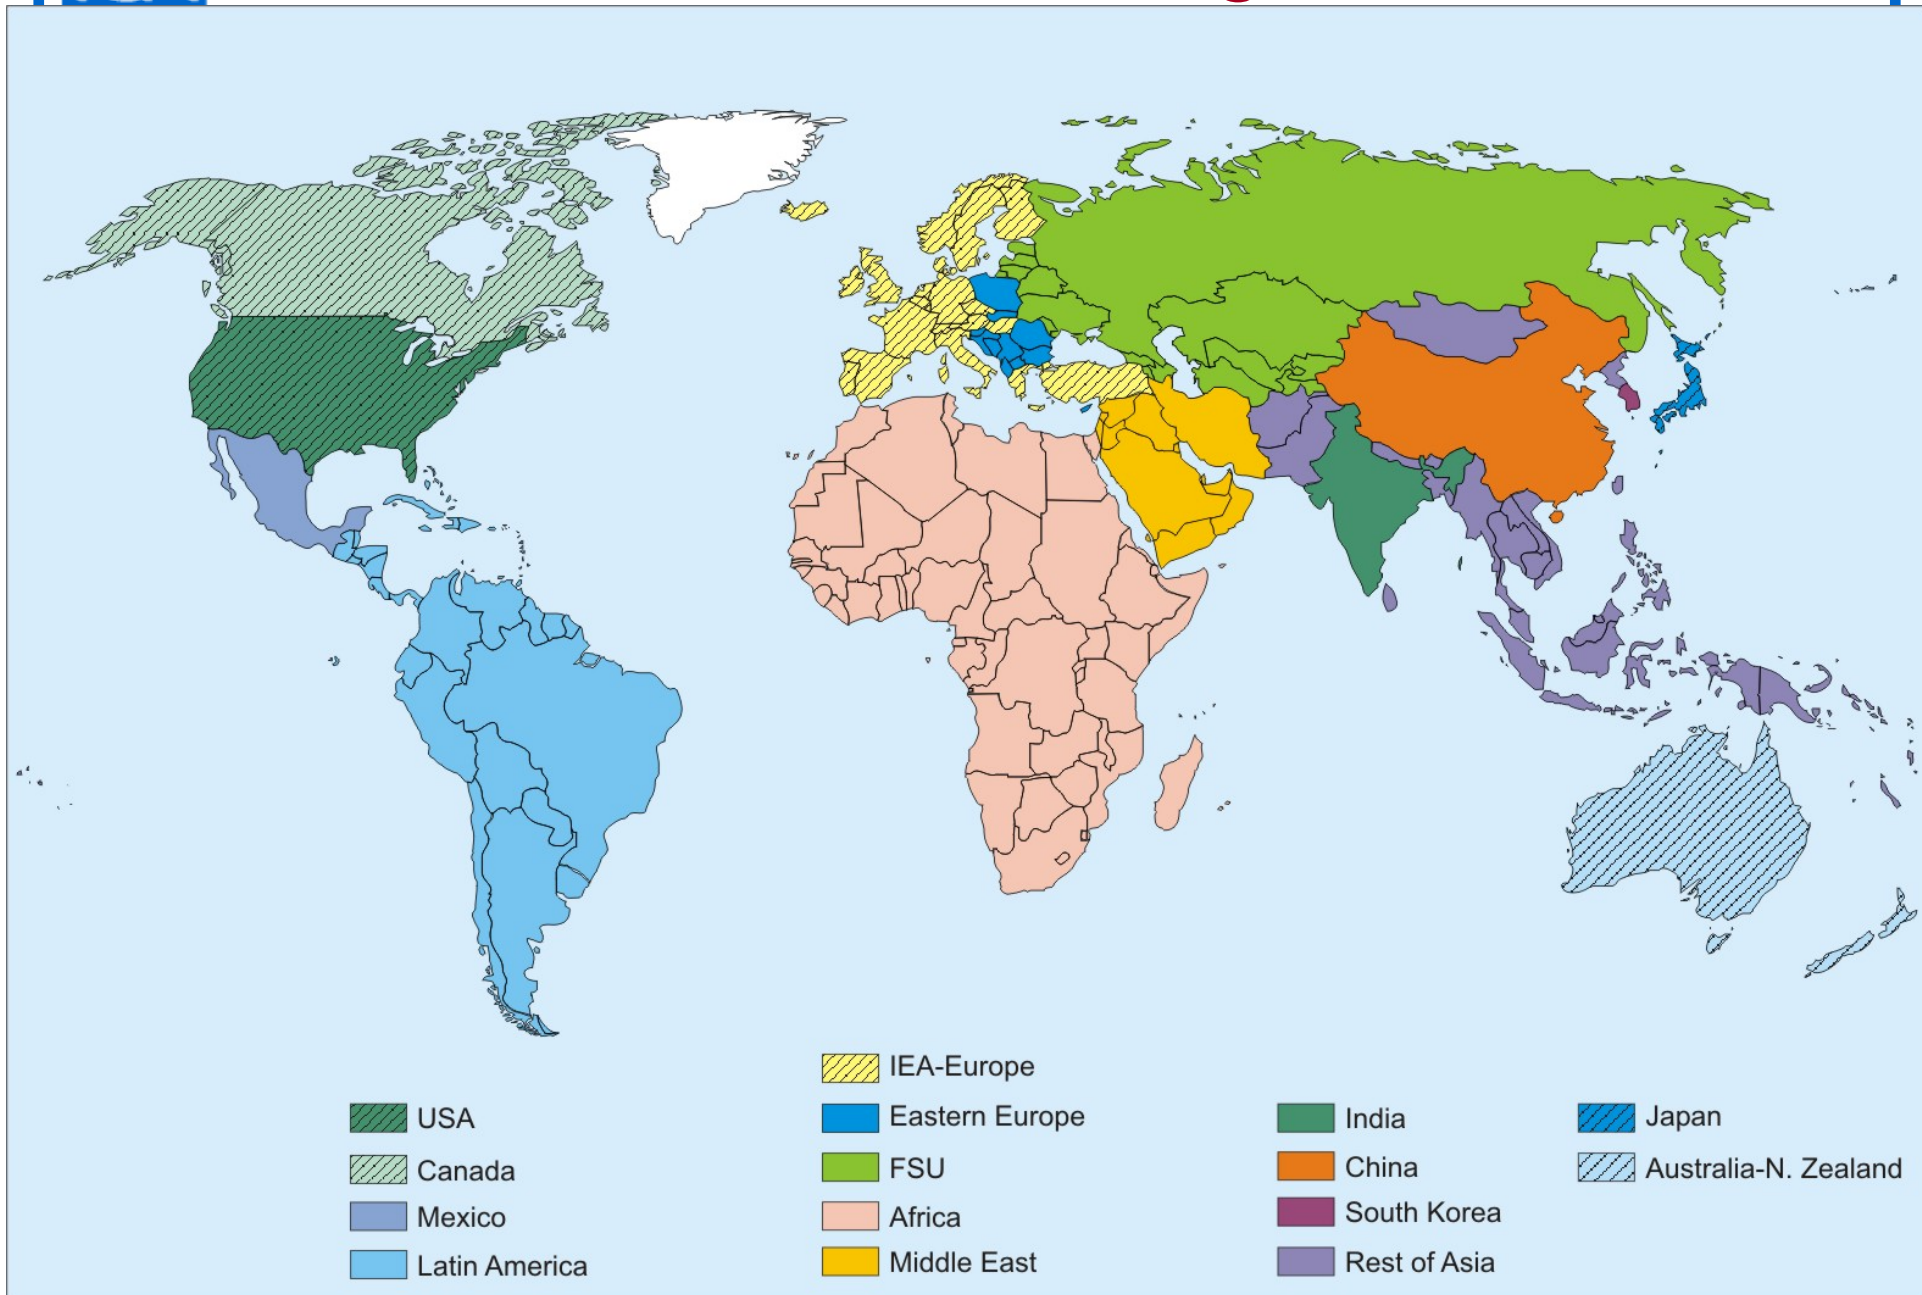 IEA-Europe
USA
Eastern Europe
India
Japan
Canada
FSU
China
Australia-N. Zealand
Mexico
Africa
South Korea
Latin America
Middle East
Rest of Asia